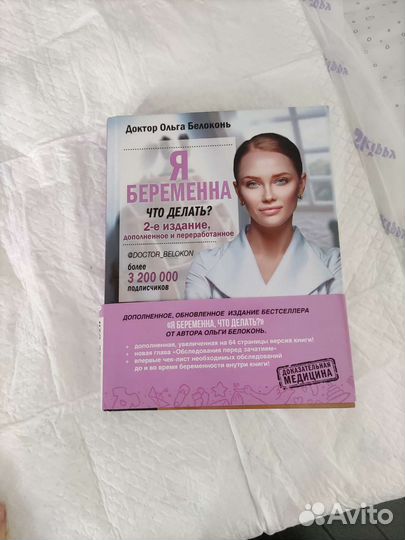 Доктор Ольга Белоконь
Я
БЕРЕМЕННА
ЧТО ДЕЛАТЬ?
2-е издание,
дополненное и переработанное
@DOCTOR_BELOKON
более
3 200 000
подписчиков
ДОПОЛНЕННОЕ, ОБНОВЛЕННОЕ ИЗДАНИЕ БЕСТСЕЛЛЕРА
«Я БЕРЕМЕННА, ЧТО ДЕЛАТЬ?»
ОТ АВТОРА ОЛЬГИ БЕЛОКОНЬ.
• дополненная, увеличенная на 64 страницы версия книги!
• новая глава «Обследования перед зачатием»
• впервые чек-лист необходимых обследований
до и во время беременности внутри книги!
ДОКАЗАТЕЛЬНАЯ
МЕДИЦИНА
Avito